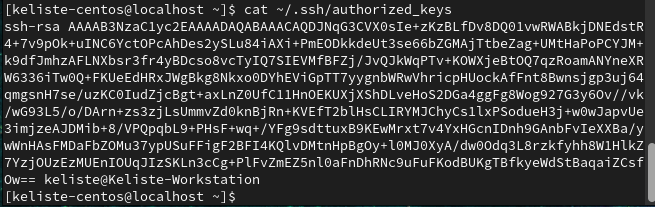 [keliste-centos@localhost ~]$ cat ~/.ssh/authorized_keys
ssh-rsa AAAAB3NzaC1yc2EAAAADAQABAAACAQDJNqG3CVX0sIe+zKzBLfDv8DQ01vwRWABkjDNEdstR
4+7v9pOk+uINC6YctOPcAhDes2ySLu84iAXi+PmEODkkdeUt3se66bZGMAjTtbeZag+UMtHaPoPCYJM+
k9dfJmhzAFLNXbsr3fr4yBDcso8vcTyIQ7SIEVMfBFZj/JvQJkWqPTv+KOWXjeBtOQ7qzRoamANYneXR
W6336iTw0Q+FKUeEdHRxJWgBkg8Nkxo0DYhEViGpTT7yygnbWRwVhricpHUockAfFnt8Bwnsjgp3uj64
qmgsnH7se/uzKC0IudZjcBgt+axLnZ0UfC11HnOEKUXjXShDLveHoS2DGa4ggFg8Wog927G3y6Ov//vk
/wG93L5/o/DArn+zs3zjLsUmmvZd0knBjRn+KVEfT2blHsCLIRYMJChyCs1lxPSodueH3j+w0wJapvUe
3imjzeAJDMib+8/VPQpqbL9+PHsF+wq+/YFg9sdttuxB9KEwMrxt7v4YxHGcnIDnh9GAnbFvIeXXBa/y
wWnHAsFMDaFbZOMu37ypUSuFFigF2BFI4KQlvDMtnHpBgOy+l0MJ0XyA/dw0Odq3L8rzkfyhh8W1HlkZ
7YzjOUzEzMUEnIOUqJIzSKLn3cCg+PlFvZmEZ5nl0aFnDhRNc9uFuFKodBUKgTBfkyeWdStBaqaiZCsf
Ow== keliste@Keliste-Workstation
[keliste-centos@localhost ~]$